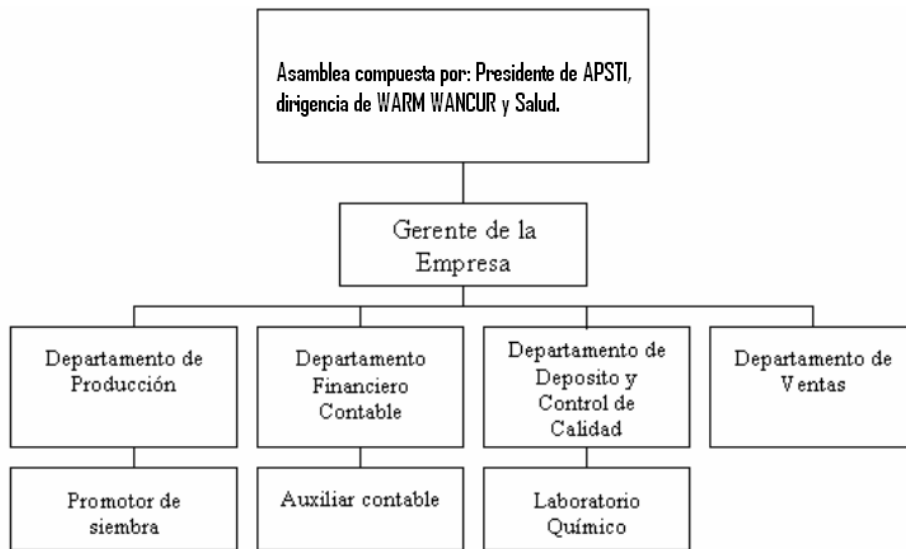 Asamblea compuesta por: Presidente de APSTI,
dirigencia de WARM WANCUR y Salud.
Gerente de la
Empresa
Departamento de
Producción
Departamento
Financiero
Contable
Departamento de
Deposito y
Control de
Calidad
Departamento de
Ventas
Promotor de
siembra
Auxiliar contable
Laboratorio
Químico